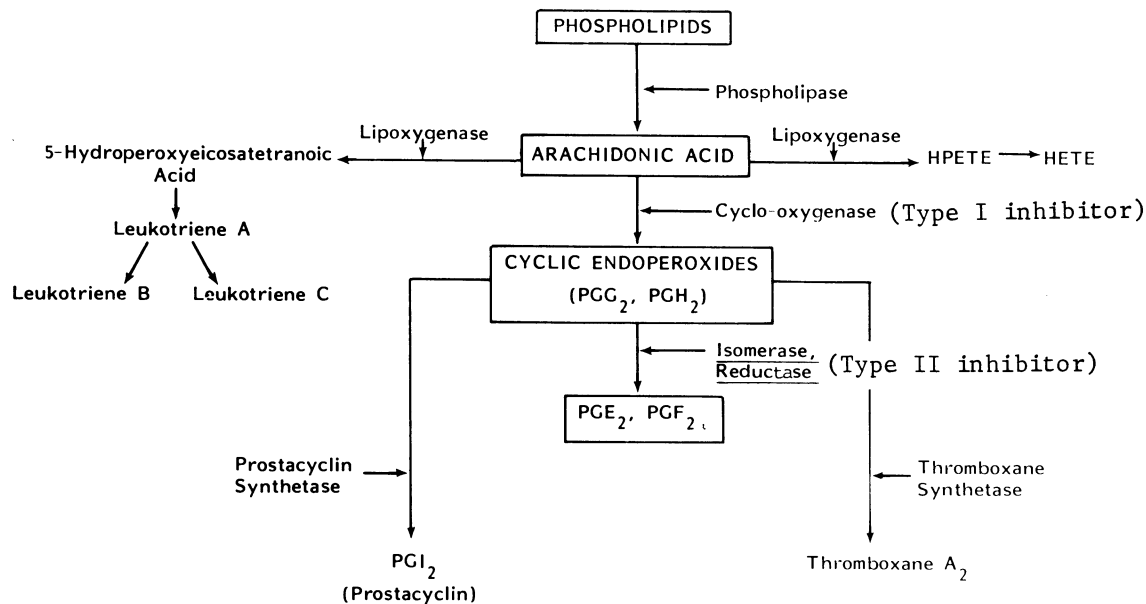 PHOSPHOLIPIDS
Phospholipase
Lipoxygenase
ARACHIDONIC ACID
Lipoxygenase
5-Hydroperoxyeicosatetranoic
Acid
HPETE
HETE
Cyclo-oxygenase (Type I inhibitor)
Leukotriene A
Leukotriene B
Leukotriene C
CYCLIC ENDOPEROXIDES
(PGG2, PGH2)
Isomerase,
Reductase (Type II inhibitor)
PGE2, PGF2
Prostacyclin
Synthetase
Thromboxane
Synthetase
PGI2
(Prostacyclin)
Thromboxane A2